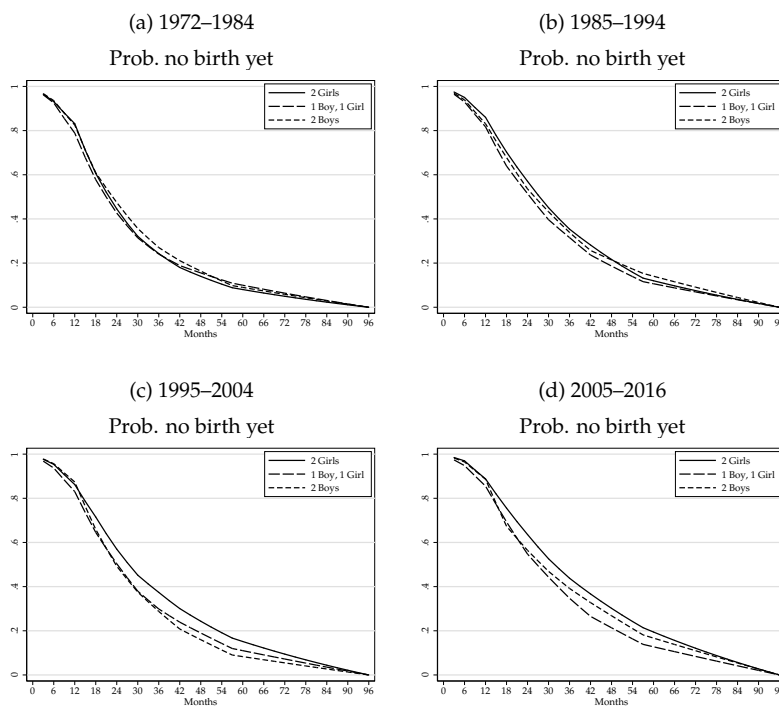 (a) 1972–1984
Prob. no birth yet
2 Girls
1 Boy, 1 Girl
2 Boys
0 .2 .4 .6 .8 1
0 6 12 18 24 30 36 42 48 54 60 66 72 78 84 90 96
Months
(b) 1985–1994
Prob. no birth yet
2 Girls
1 Boy, 1 Girl
2 Boys
0 .2 .4 .6 .8 1
0 6 12 18 24 30 36 42 48 54 60 66 72 78 84 90 96
Months
(c) 1995–2004
Prob. no birth yet
2 Girls
1 Boy, 1 Girl
2 Boys
0 .2 .4 .6 .8 1
0 6 12 18 24 30 36 42 48 54 60 66 72 78 84 90 96
Months
(d) 2005–2016
Prob. no birth yet
2 Girls
1 Boy, 1 Girl
2 Boys
0 .2 .4 .6 .8 1
0 6 12 18 24 30 36 42 48 54 60 66 72 78 84 90 96
Months